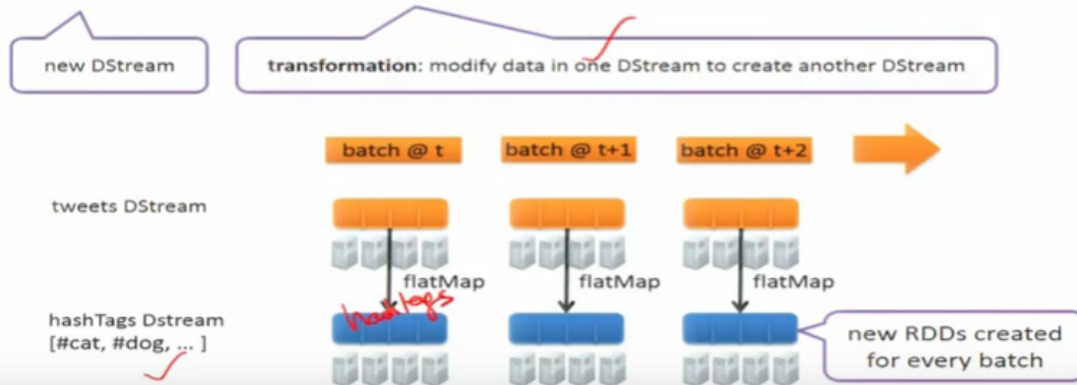 new DStream
transformation: modify data in one DStream to create another DStream
batch @ t
batch @ t+1
batch @ t+2
tweets DStream
flatMap
flatMap
flatMap
hashtags
hashTags Dstream
[#cat, #dog, ... ]
new RDDs created
for every batch